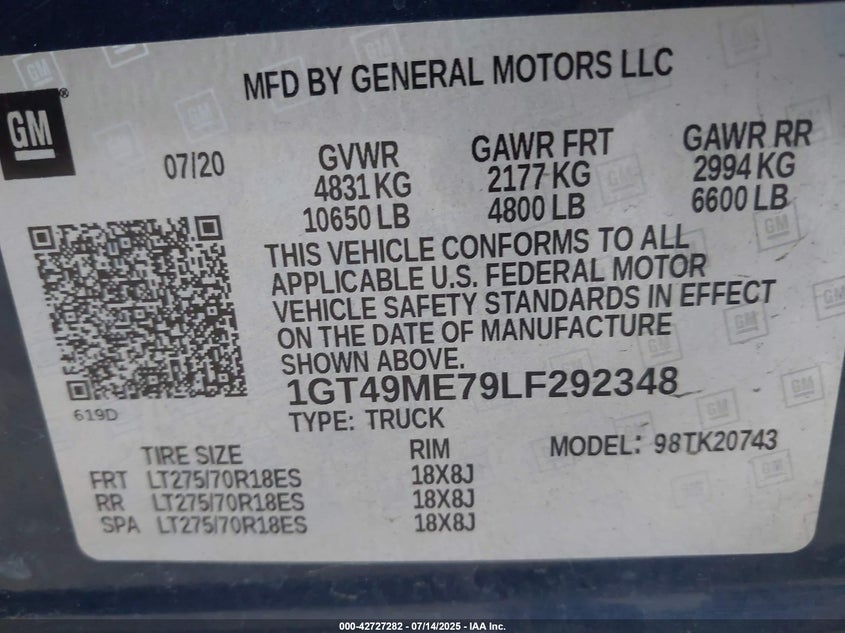 MFD BY GENERAL MOTORS LLC
GM®
07/20
GVWR
4831 KG
10650 LB
GAWR FRT
2177 KG
4800 LB
GAWR RR
2994 KG
6600 LB
THIS VEHICLE CONFORMS TO ALL
APPLICABLE U.S. FEDERAL MOTOR
VEHICLE SAFETY STANDARDS IN EFFECT
ON THE DATE OF MANUFACTURE
SHOWN ABOVE.
1GT49ME79LF292348
619D
TYPE: TRUCK
MODEL: 98TK20743
TIRE SIZE RIM
FRT LT275/70R18ES 18X8J
RR LT275/70R18ES 18X8J
SPA LT275/70R18ES 18X8J
000-42727282 - 07/14/2025 - IAA Inc.